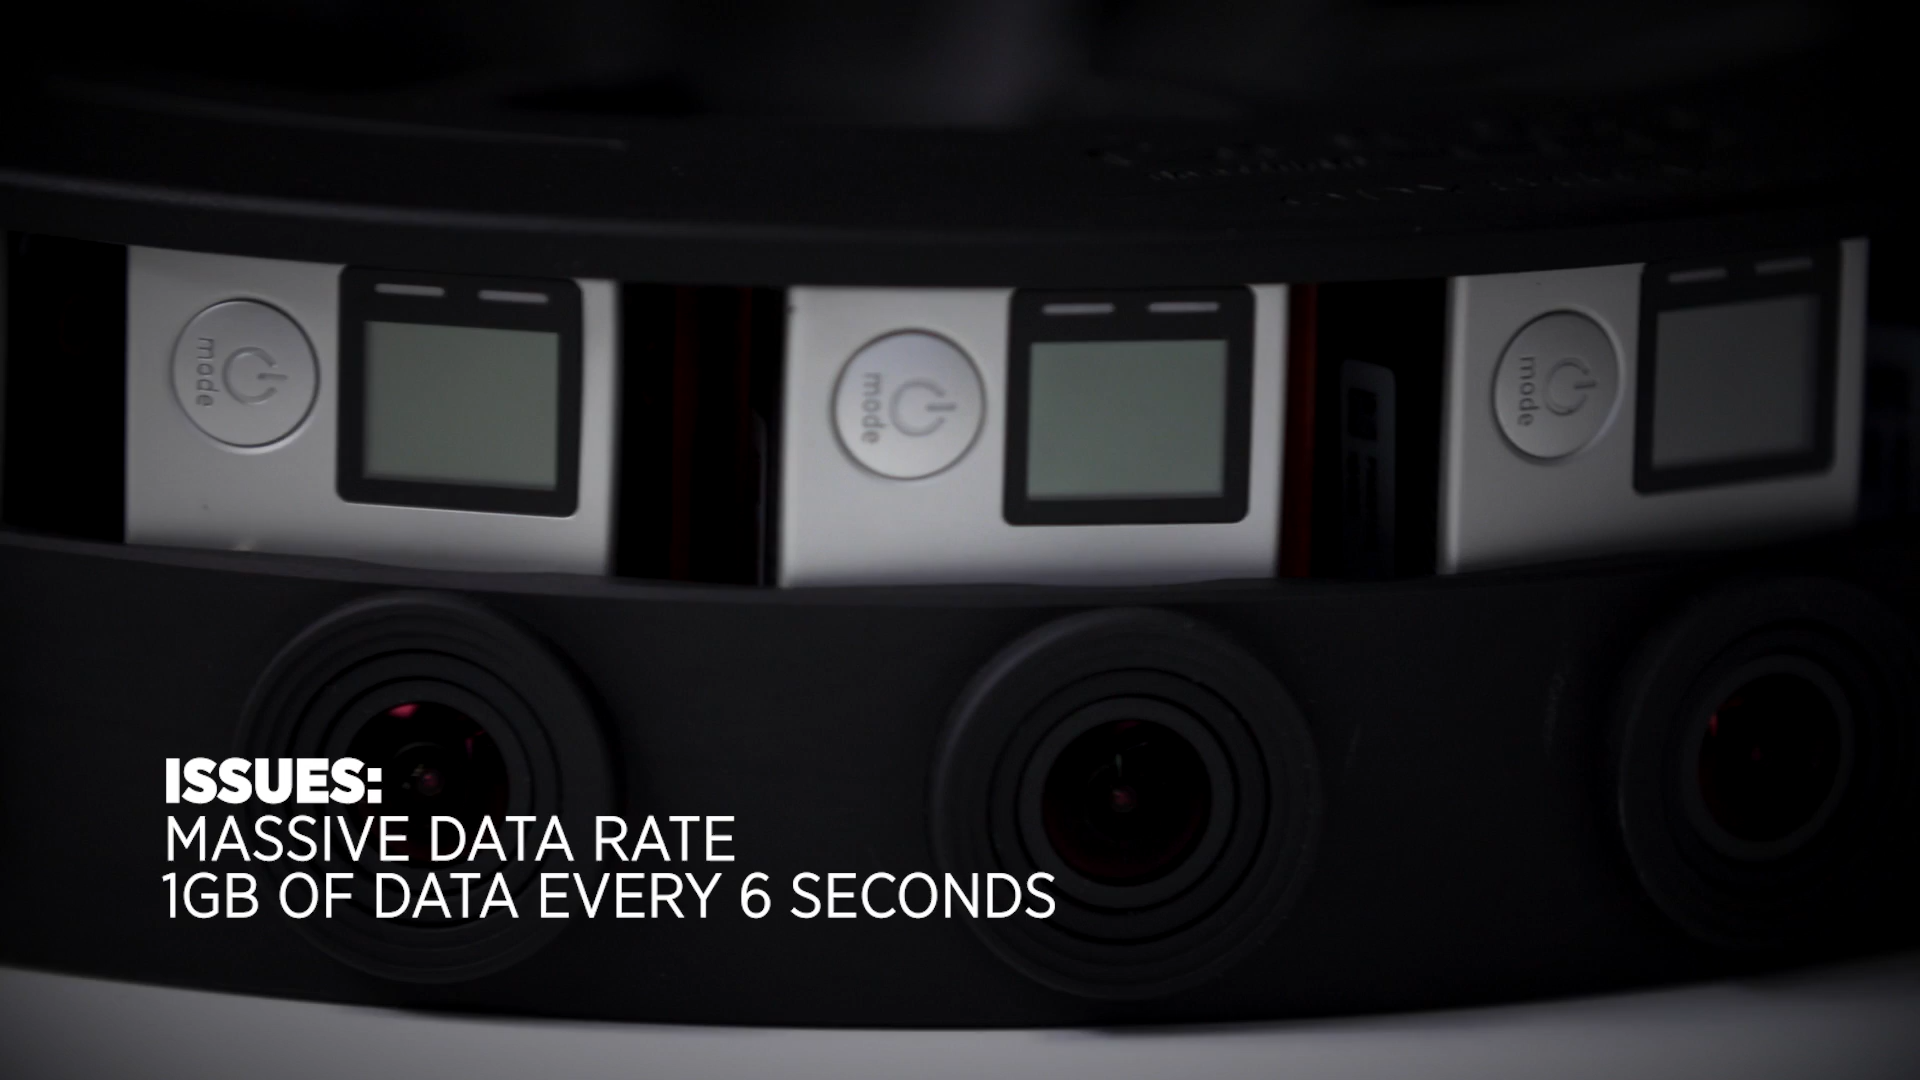 mode
mode
mode
ISSUES:
MASSIVE DATA RATE
1GB OF DATA EVERY 6 SECONDS